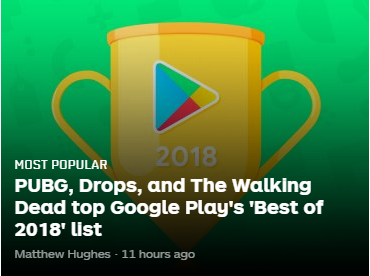 2018
MOST POPULAR
PUBG, Drops, and The Walking
Dead top Google Play's 'Best of
2018' list
Matthew Hughes · 11 hours ago